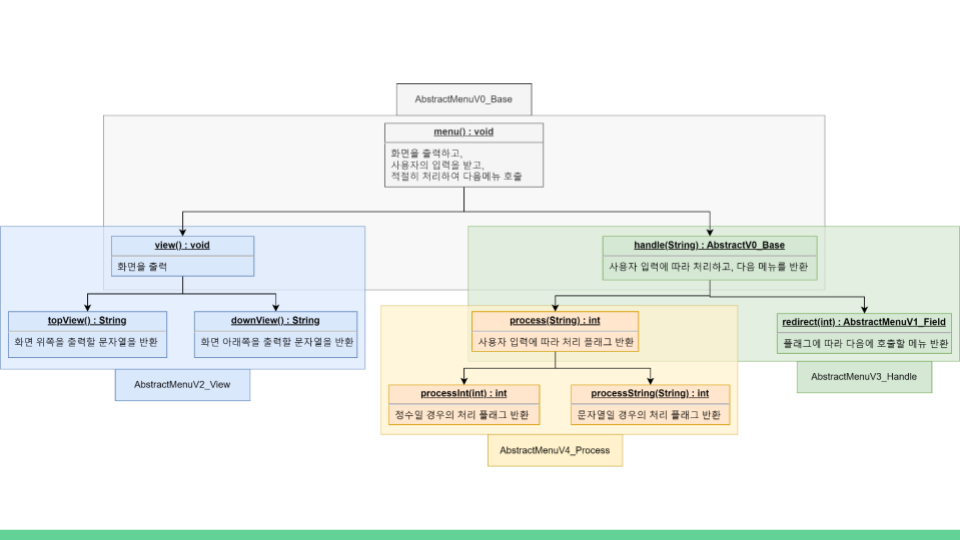 AbstractMenuV0_Base
menu() : void
화면을 출력하고,
사용자의 입력을 받고,
적절히 처리하여 다음메뉴 호출
view() : void
화면을 출력
handle(String) : AbstractV0_Base
사용자 입력에 따라 처리하고, 다음 메뉴를 반환
topView() : String
화면 위쪽을 출력할 문자열을 반환
downView() : String
화면 아래쪽을 출력할 문자열을 반환
process(String) : int
사용자 입력에 따라 처리 플래그 반환
redirect(int) : AbstractMenuV1_Field
플래그에 따라 다음에 호출할 메뉴 반환
AbstractMenuV2_View
AbstractMenuV3_Handle
processInt(int) : int
정수일 경우의 처리 플래그 반환
processString(String) : int
문자열일 경우의 처리 플래그 반환
AbstractMenuV4_Process